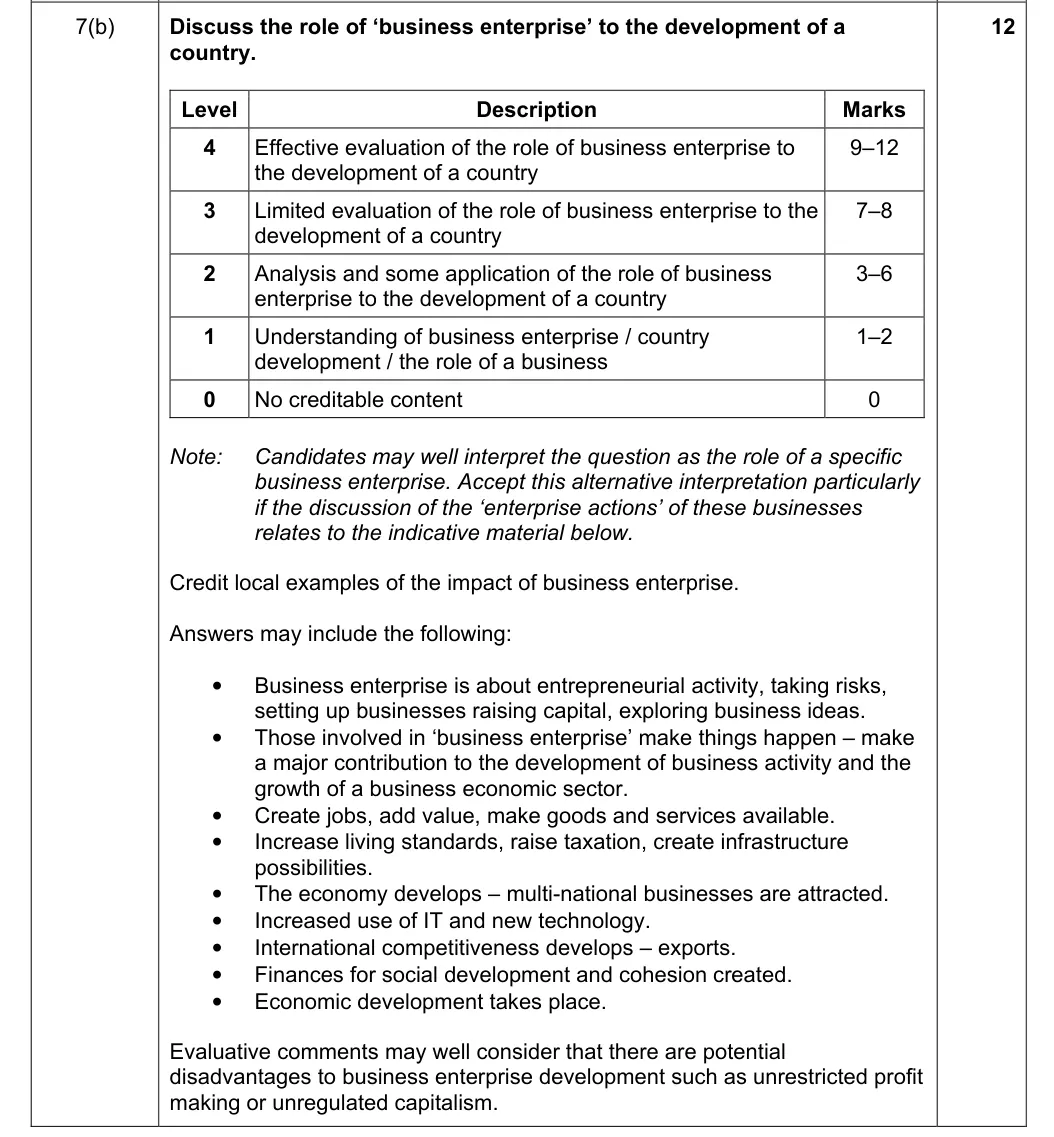 7(b)
Discuss the role of ‘business enterprise’ to the development of a
country.
12
Level Description Marks
4 Effective evaluation of the role of business enterprise to
the development of a country
9–12
3 Limited evaluation of the role of business enterprise to the
development of a country
7–8
2 Analysis and some application of the role of business
enterprise to the development of a country
3–6
1 Understanding of business enterprise / country
development / the role of a business
1–2
0 No creditable content 0
Note: Candidates may well interpret the question as the role of a specific
business enterprise. Accept this alternative interpretation particularly
if the discussion of the ‘enterprise actions’ of these businesses
relates to the indicative material below.
Credit local examples of the impact of business enterprise.
Answers may include the following:
• Business enterprise is about entrepreneurial activity, taking risks,
setting up businesses raising capital, exploring business ideas.
• Those involved in ‘business enterprise’ make things happen – make
a major contribution to the development of business activity and the
growth of a business economic sector.
• Create jobs, add value, make goods and services available.
• Increase living standards, raise taxation, create infrastructure
possibilities.
• The economy develops – multi-national businesses are attracted.
• Increased use of IT and new technology.
• International competitiveness develops – exports.
• Finances for social development and cohesion created.
• Economic development takes place.
Evaluative comments may well consider that there are potential
disadvantages to business enterprise development such as unrestricted profit
making or unregulated capitalism.